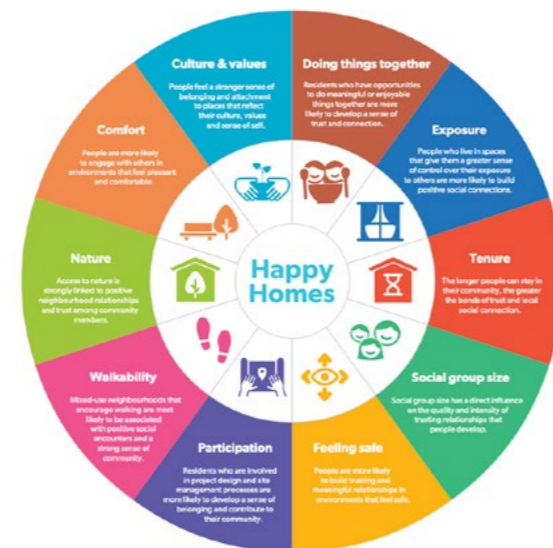 Culture & values
People feel a stronger sense of
belonging and attachment
to places that reflect
their culture, values
and sense of self.
Doing things together
Residents who have opportunities
to do meaningful or enjoyable
things together are more
likely to develop a sense of
trust and connection.
Exposure
People who live in spaces
that give them a greater sense
of control over their exposure
to others are more likely to build
positive social connections.
Tenure
The longer people can stay in
their community, the greater
the bonds of trust and local
social connection.
Social group size
Social group size has a direct influence
on the quality and intensity of
trusting relationships that
people develop.
Feeling safe
People are more likely
to build trusting and
meaningful relationships in
environments that feel safe.
Participation
Residents who are involved
in project design and site
management processes are
more likely to develop a sense of
belonging and contribute to
their community.
Walkability
Mixed-use neighbourhoods that
encourage walking are most
likely to be associated
with positive social
encounters and a
strong sense of
community.
Nature
Access to nature is
strongly linked to positive
neighbourhood relationships
and trust among community
members.
Comfort
People are more likely
to engage with others in
environments that feel pleasant
and comfortable.
Happy
Homes